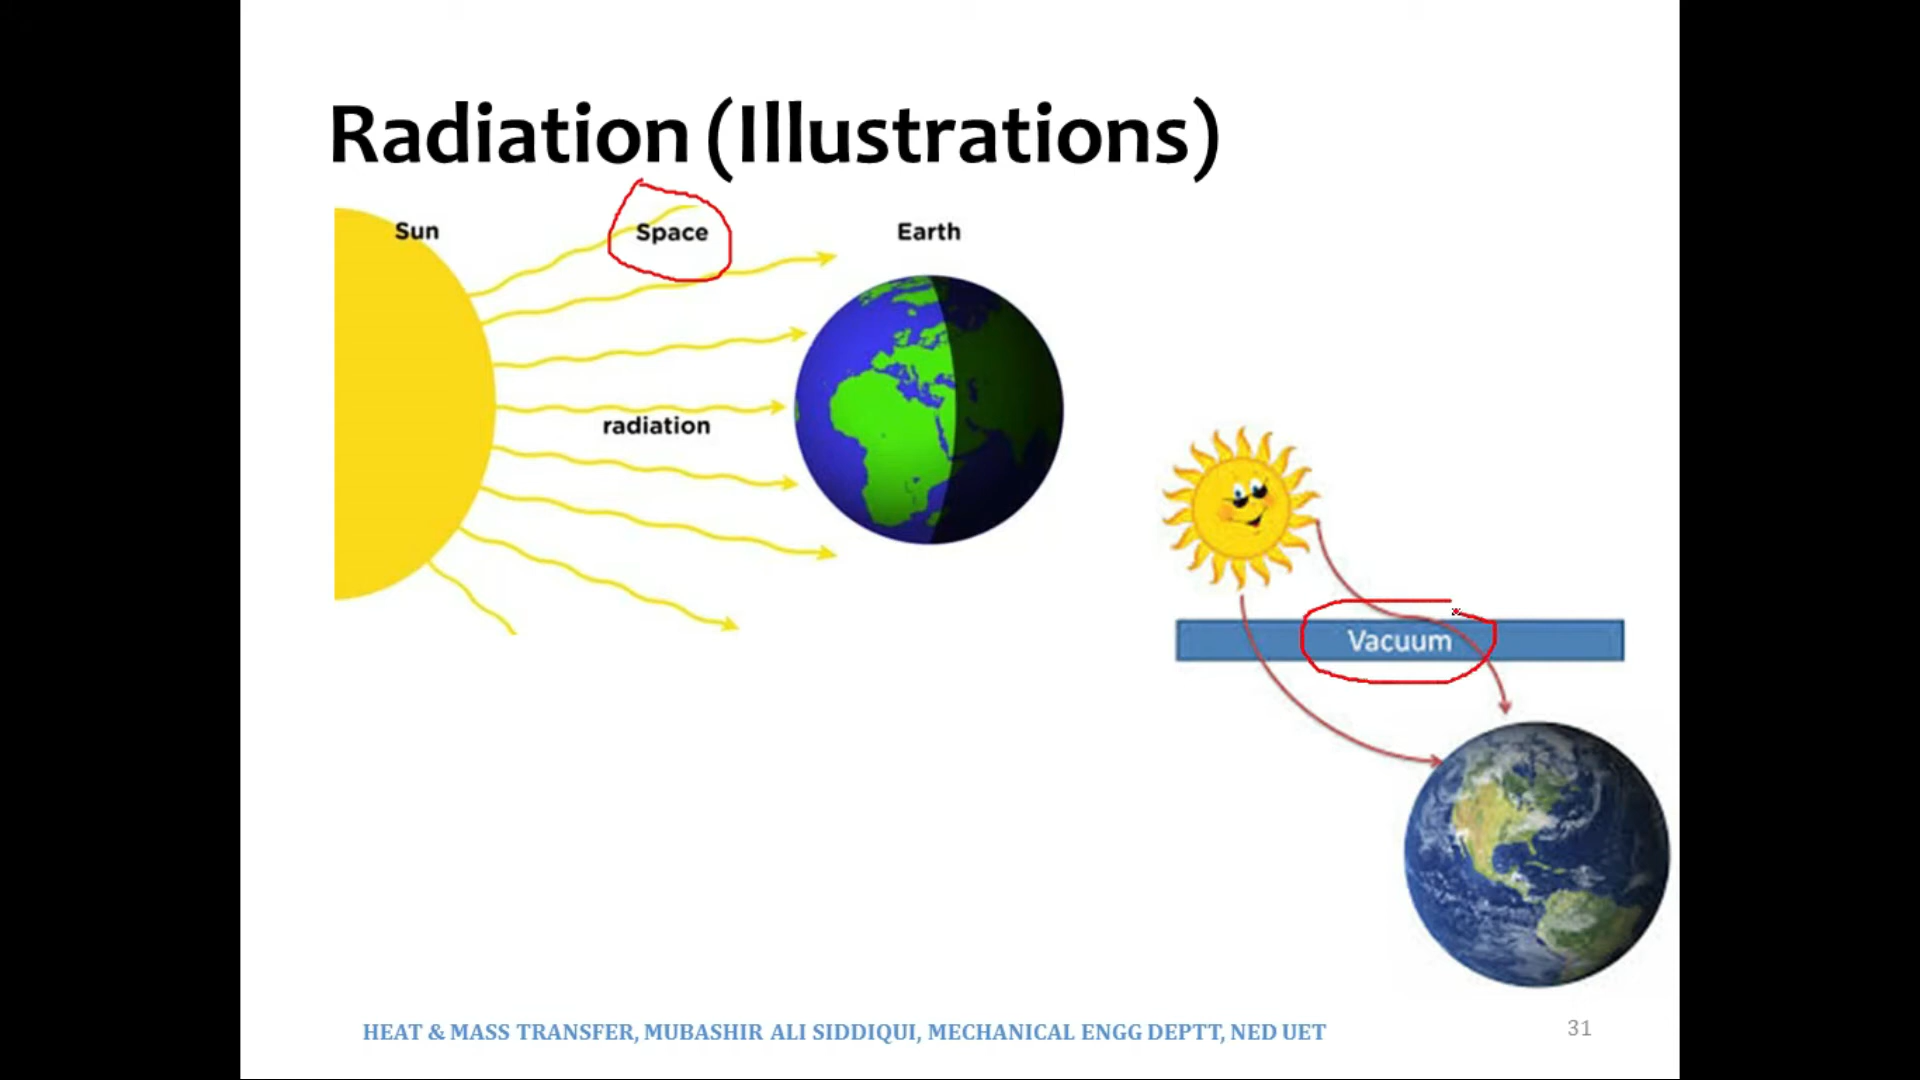 Radiation (Illustrations)
Sun
Space
Earth
radiation
Vacuum
HEAT & MASS TRANSFER, MUBASHIR ALI SIDDIQUI, MECHANICAL ENGG DEPTT, NED UET
31